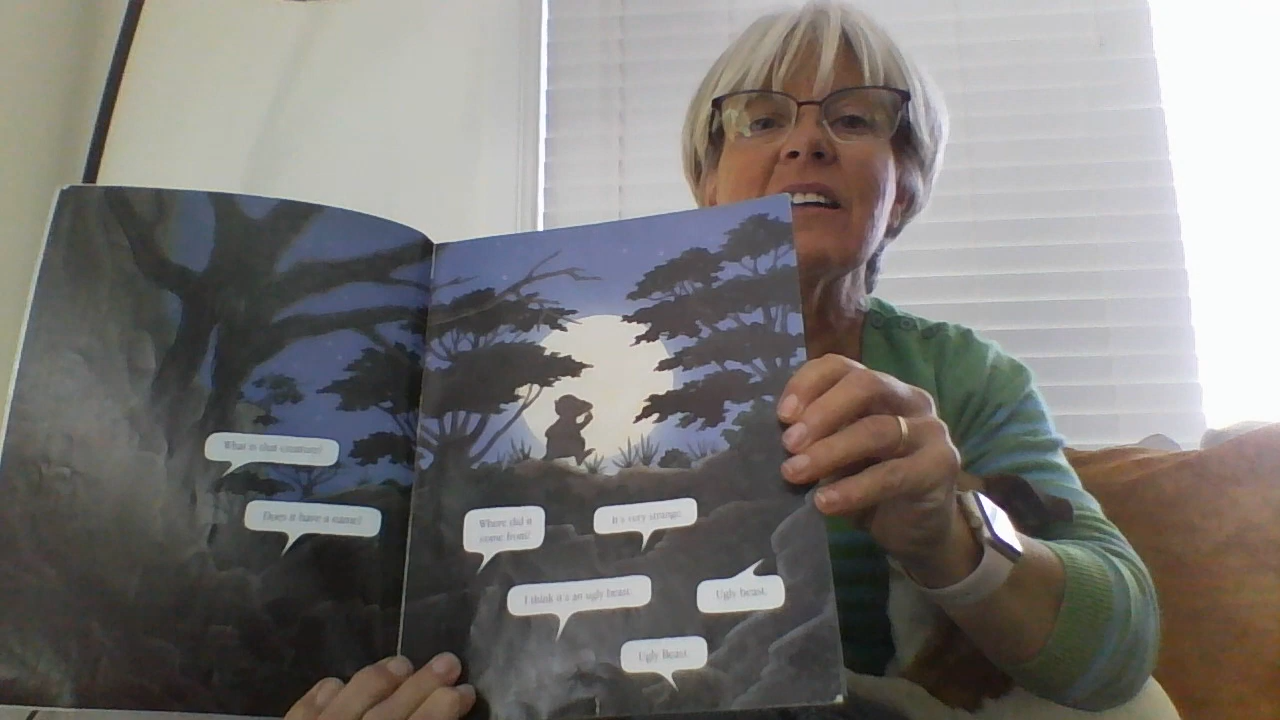 What is that creature?
Does it have a name?
Where did it
come from?
It's very strange.
I think it's an ugly beast.
Ugly beast.
Ugly Beast.